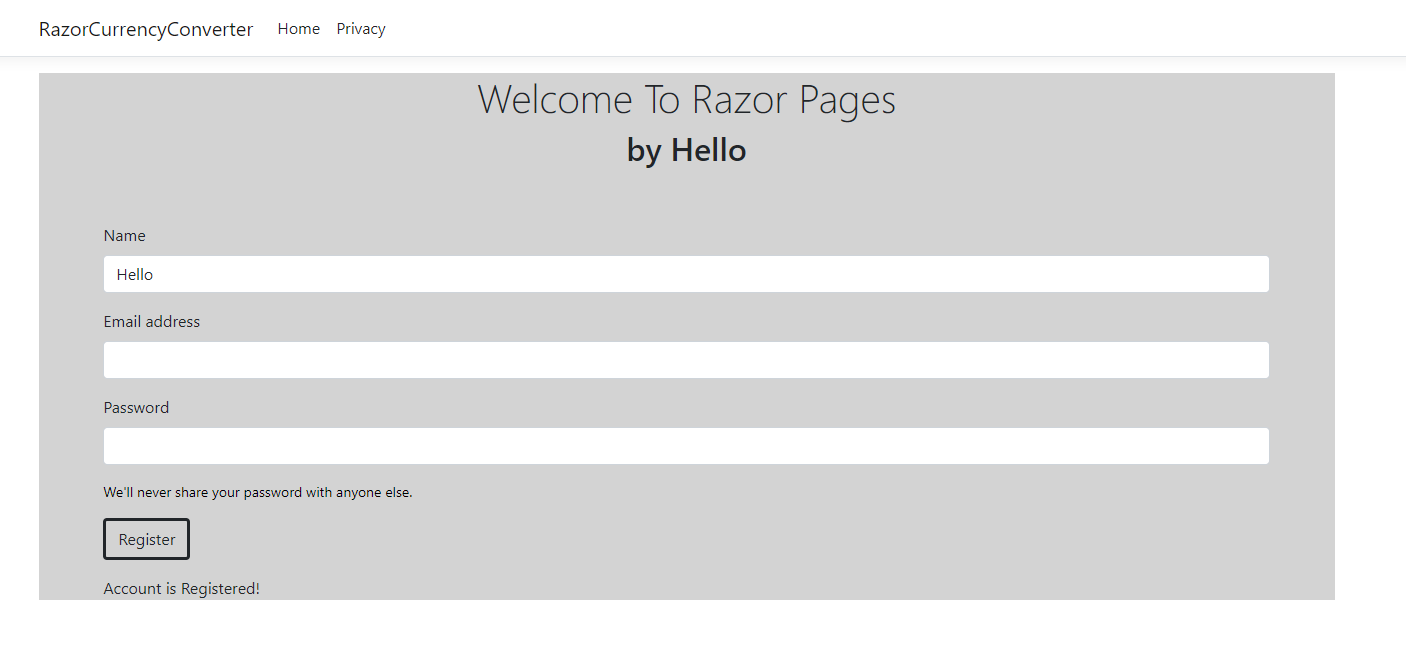 RazorCurrencyConverter Home Privacy
Welcome To Razor Pages
by Hello
Name
Hello
Email address
Password
We'll never share your password with anyone else.
Register
Account is Registered!